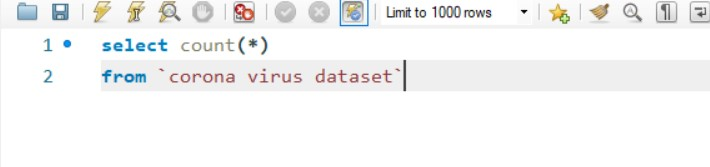 Limit to 1000 rows
1 select count(*)
2 from `corona virus dataset`